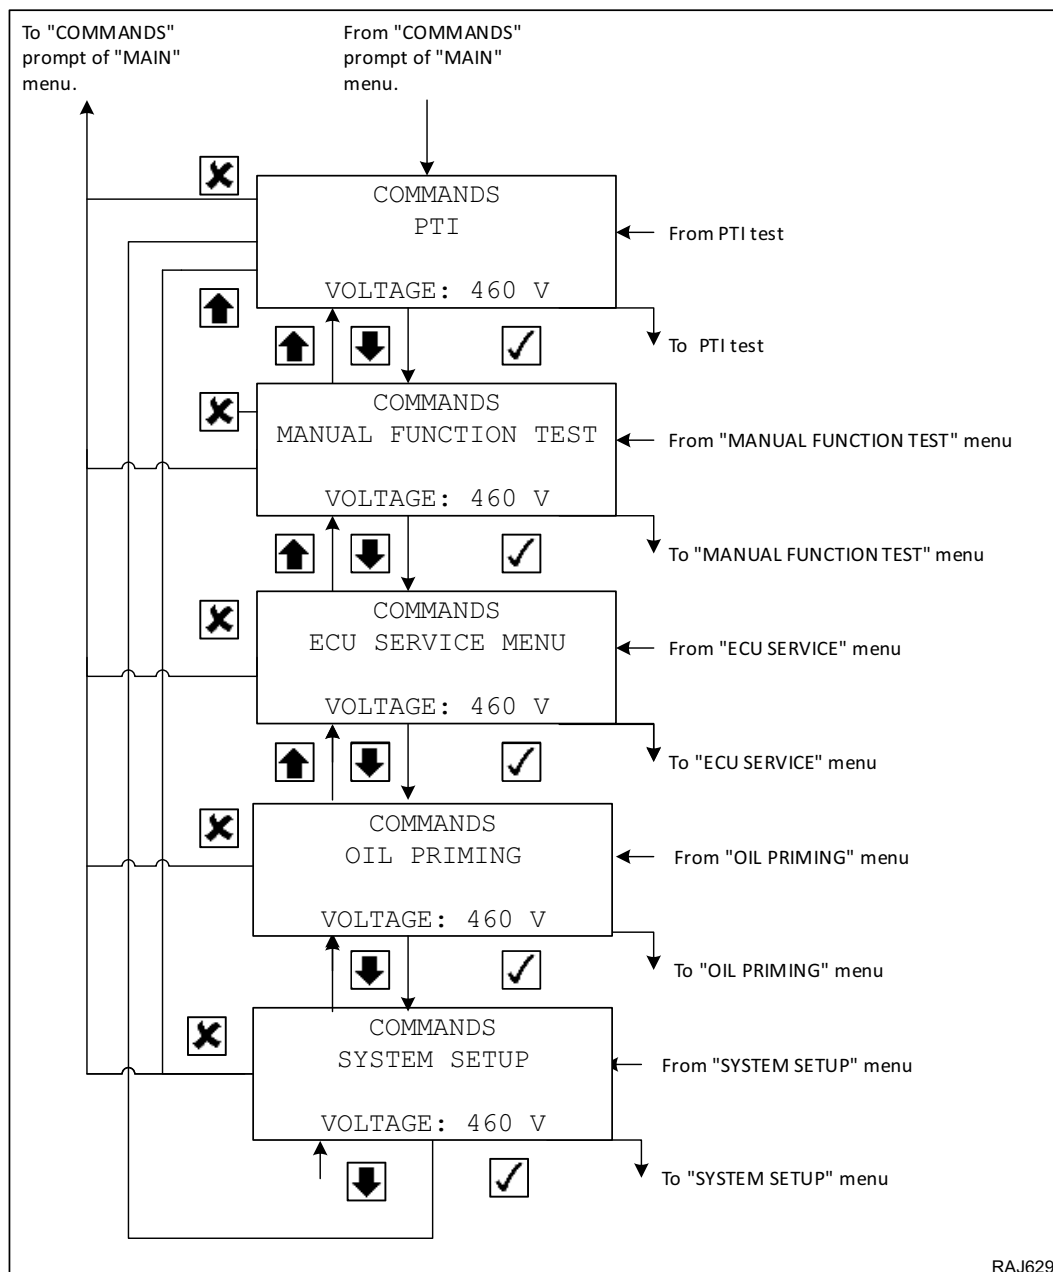 To "COMMANDS"
prompt of "MAIN"
menu.
From "COMMANDS"
prompt of "MAIN"
menu.
COMMANDS
PTI
VOLTAGE: 460 V
From PTI test
To PTI test
COMMANDS
MANUAL FUNCTION TEST
VOLTAGE: 460 V
From "MANUAL FUNCTION TEST" menu
To "MANUAL FUNCTION TEST" menu
COMMANDS
ECU SERVICE MENU
VOLTAGE: 460 V
From "ECU SERVICE" menu
To "ECU SERVICE" menu
COMMANDS
OIL PRIMING
VOLTAGE: 460 V
From "OIL PRIMING" menu
To "OIL PRIMING" menu
COMMANDS
SYSTEM SETUP
VOLTAGE: 460 V
From "SYSTEM SETUP" menu
To "SYSTEM SETUP" menu
RAJ629